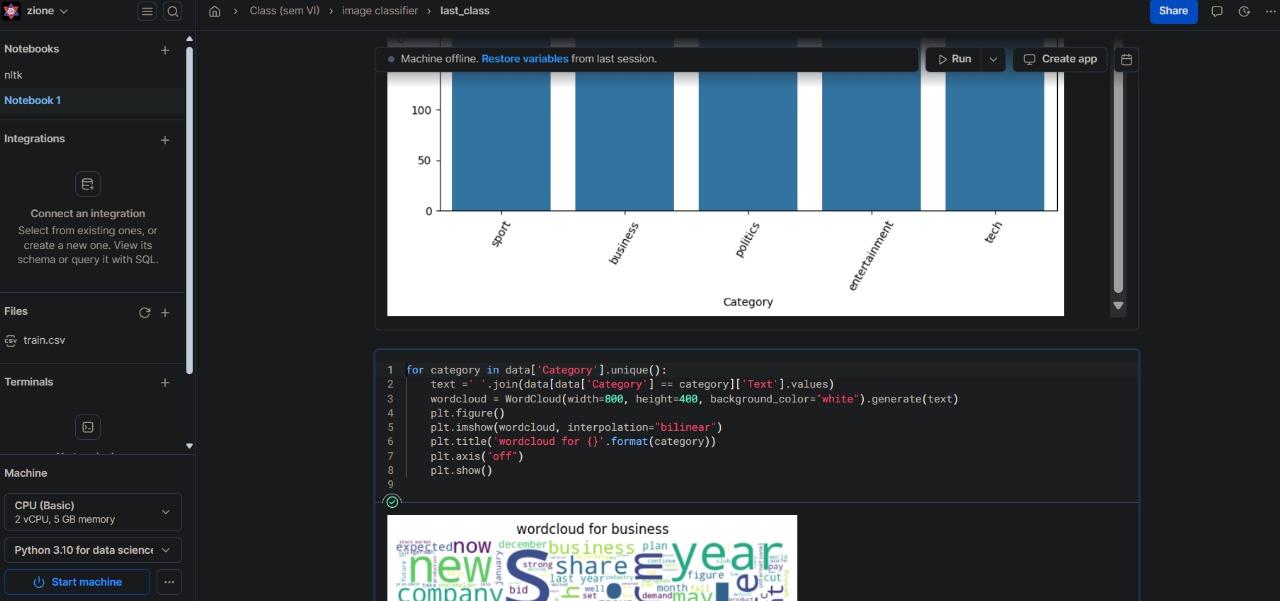 zione
Class (sem VI) › image classifier › last_class
Share
Notebooks
nltk
Notebook 1
Integrations
Connect an integration
Select from existing ones, or
create a new one. View its
schema or query it with SQL.
Files
train.csv
Terminals
Machine
CPU (Basic)
2 vCPU, 5 GB memory
Python 3.10 for data science
Start machine
Machine offline. Restore variables from last session.
Run
Create app
100
50
0
sport
business
politics
entertainment
tech
Category
1 for category in data['Category'].unique():
2 text =' '.join(data[data['Category'] == category]['Text'].values)
3 wordcloud = WordCloud(width=800, height=400, background_color="white").generate(text)
4 plt.figure()
5 plt.imshow(wordcloud, interpolation="bilinear")
6 plt.title('wordcloud for {}'.format(category))
7 plt.axis("off")
8 plt.show()
9
wordcloud for business
expected now december business plan year
new strong share
last year figure cut pay
january month fall
company bid set well demand may